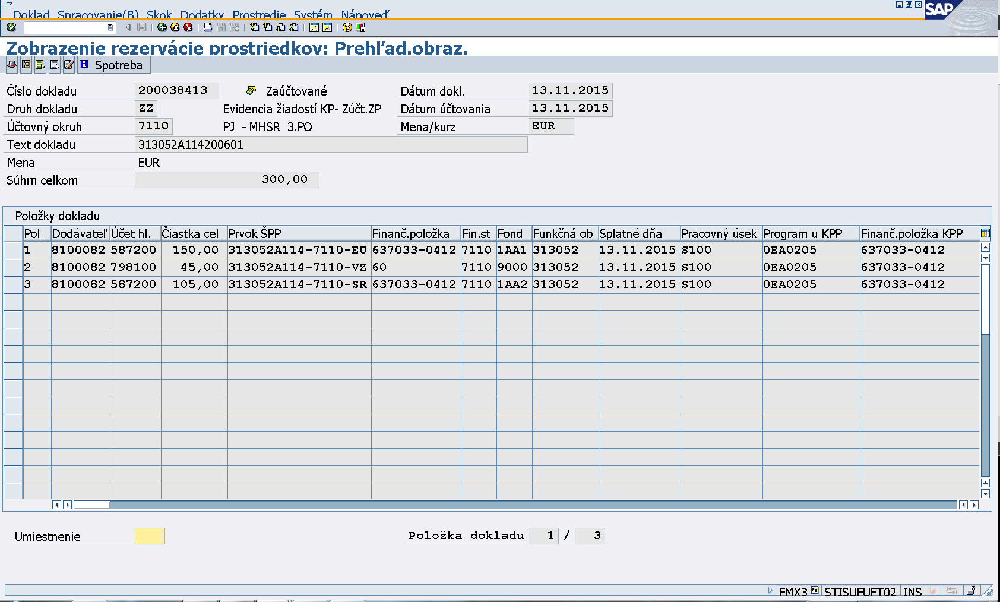 Doklad Spracovanie(B) Skok Dodatky Prostredie Systém Nápoveď
SAP
Zobrazenie rezervácie prostriedkov: Prehľad.obraz.
Spotreba
Číslo dokladu 200038413 Zaúčtované Dátum dokl. 13.11.2015
Druh dokladu ZZ Evidencia žiadostí KP- Zúčt.ZP Dátum účtovania 13.11.2015
Účtovný okruh 7110 PJ - MHSR 3.PO Mena/kurz EUR
Text dokladu 313052A114200601
Mena EUR
Súhrn celkom 300,00
Položky dokladu
Pol Dodávateľ Účet hl. Čiastka cel Prvok ŠPP Finanč.položka Fin.st Fond Funkčná ob Splatné dňa Pracovný úsek Program u KPP Finanč.položka KPP
1 8100082 587200 150,00 313052A114-7110-EU 637033-0412 7110 1AA1 313052 13.11.2015 S100 0EA0205 637033-0412
2 8100082 798100 45,00 313052A114-7110-VZ 60 7110 9000 313052 13.11.2015 S100 0EA0205 637033-0412
3 8100082 587200 105,00 313052A114-7110-SR 637033-0412 7110 1AA2 313052 13.11.2015 S100 0EA0205 637033-0412
Umiestnenie Položka dokladu 1 / 3
FMX3 STISUFUFT02 INS